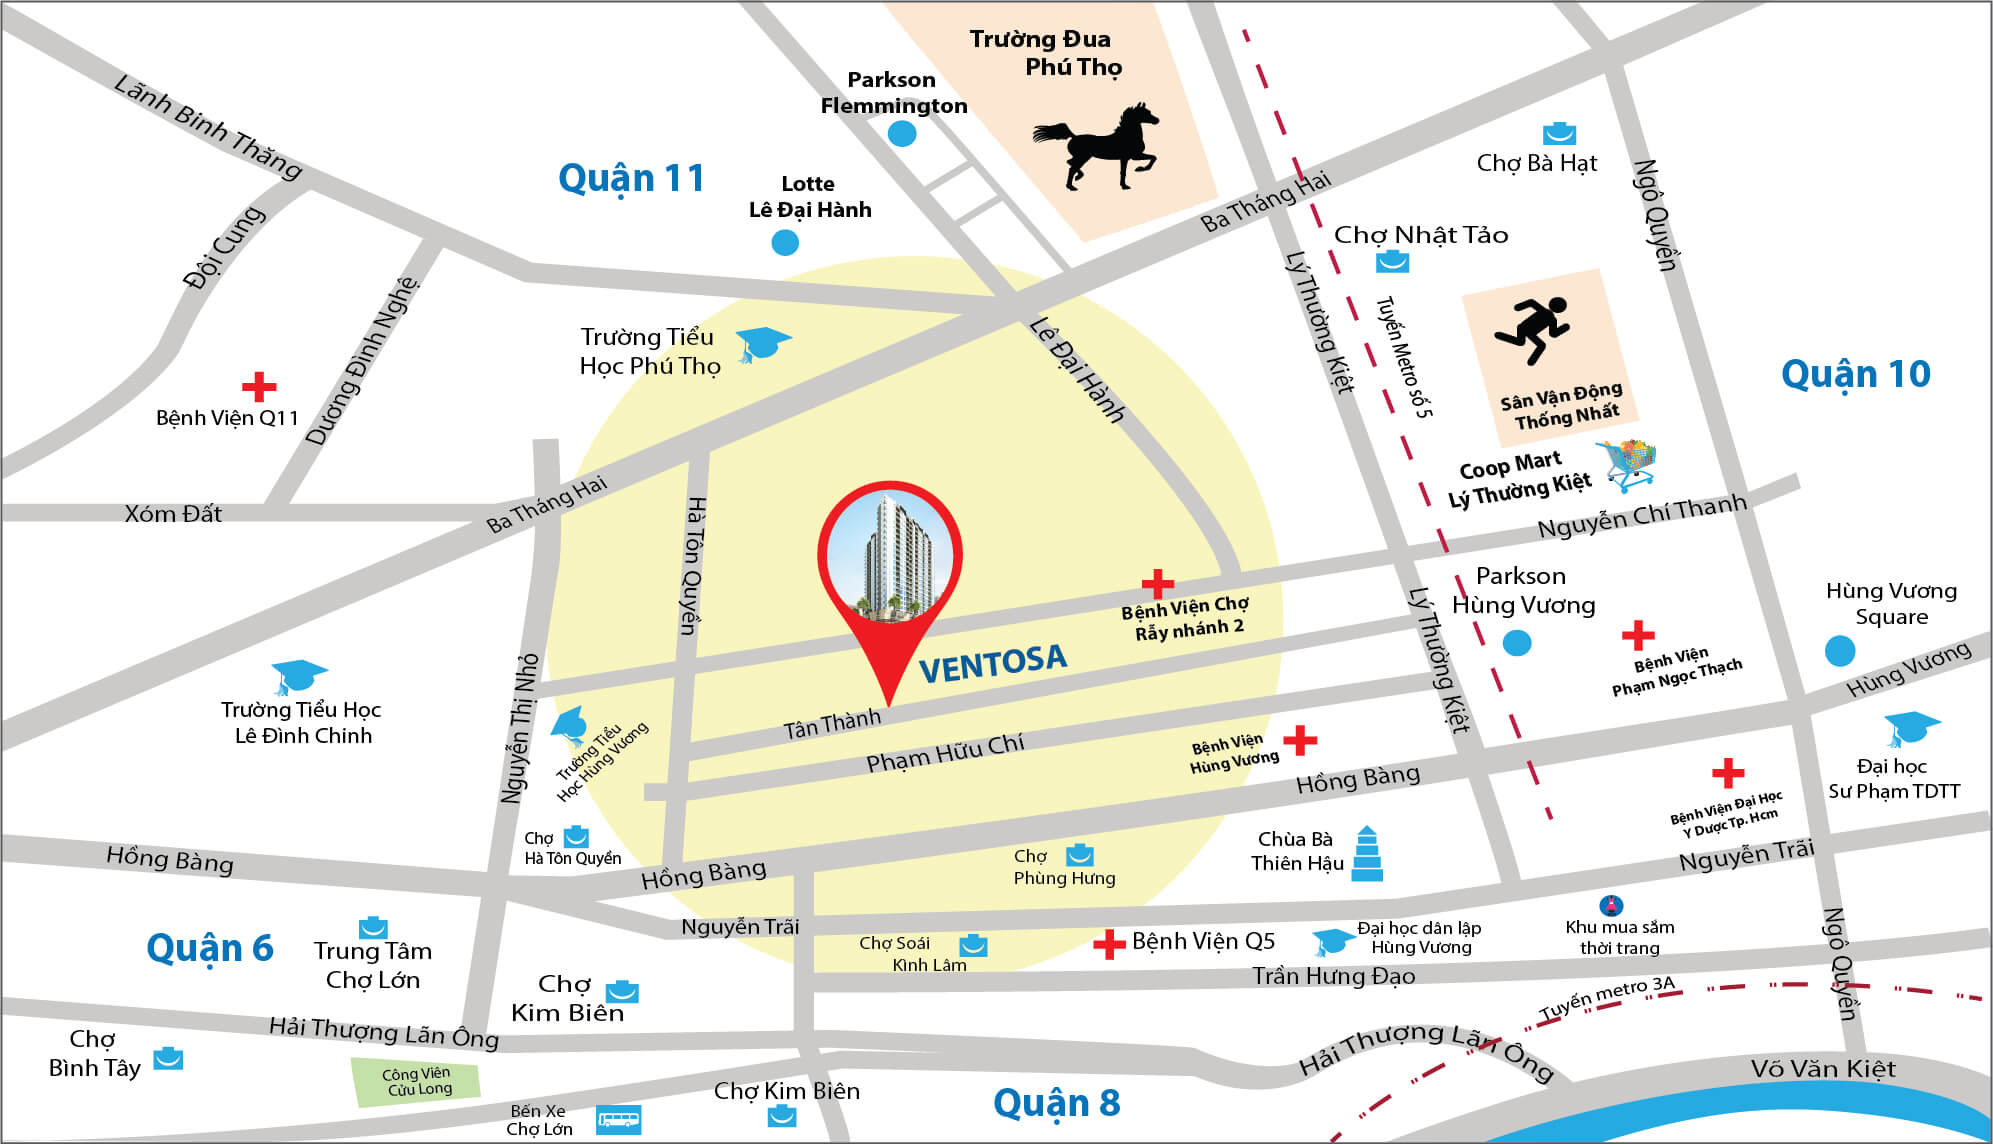 Trường Đua
Phú Thọ
Parkson
Flemmington
Lãnh Binh Thăng
Quận 11
Lotte
Lê Đại Hành
Chợ Bà Hạt
Ba Tháng Hai
Ngô Quyền
Đội Cung
Chợ Nhật Tảo
Lý Thường Kiệt
Dương Đình Nghệ
Tuyến Metro số 5
Trường Tiểu
Học Phú Thọ
Lê Đại Hành
Quận 10
Sân Vận Động
Thống Nhất
Bệnh Viện Q11
Coop Mart
Lý Thường Kiệt
Xóm Đất
Ba Tháng Hai
Hà Tôn Quyền
Nguyễn Chí Thanh
Parkson
Hùng Vương
Hùng Vương
Square
Bệnh Viện Chợ
Rẫy nhánh 2
Lý Thường Kiệt
VENTOSA
Bệnh Viện
Phạm Ngọc Thạch
Hùng Vương
Nguyễn Thị Nhỏ
Trường Tiểu Học
Lê Đình Chinh
Trường Tiểu
Học Hùng Vương
Tân Thành
Phạm Hữu Chí
Bệnh Viện
Hùng Vương
Hồng Bàng
Đại học
Sư Phạm TDTT
Bệnh Viện Đại Học
Y Dược Tp. Hcm
Chợ
Hà Tôn Quyền
Hồng Bàng
Hồng Bàng
Chợ
Phùng Hưng
Chùa Bà
Thiên Hậu
Nguyễn Trãi
Nguyễn Trãi
Quận 6
Trung Tâm
Chợ Lớn
Chợ Soái
Kình Lâm
Bệnh Viện Q5
Đại học dân lập
Hùng Vương
Khu mua sắm
thời trang
Ngô Quyền
Trần Hưng Đạo
Chợ
Kim Biên
Tuyến metro 3A
Hải Thượng Lãn Ông
Hải Thượng Lãn Ông
Chợ
Bình Tây
Công Viên
Cửu Long
Võ Văn Kiệt
Chợ Kim Biên
Quận 8
Bến Xe
Chợ Lớn